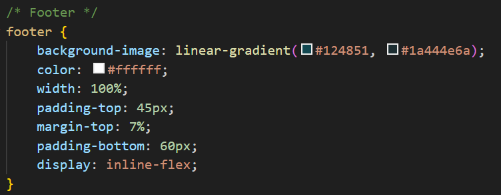 /* Footer */
footer {
background-image: linear-gradient(#124851, #1a444e6a);
color: #ffffff;
width: 100%;
padding-top: 45px;
margin-top: 7%;
padding-bottom: 60px;
display: inline-flex;
}